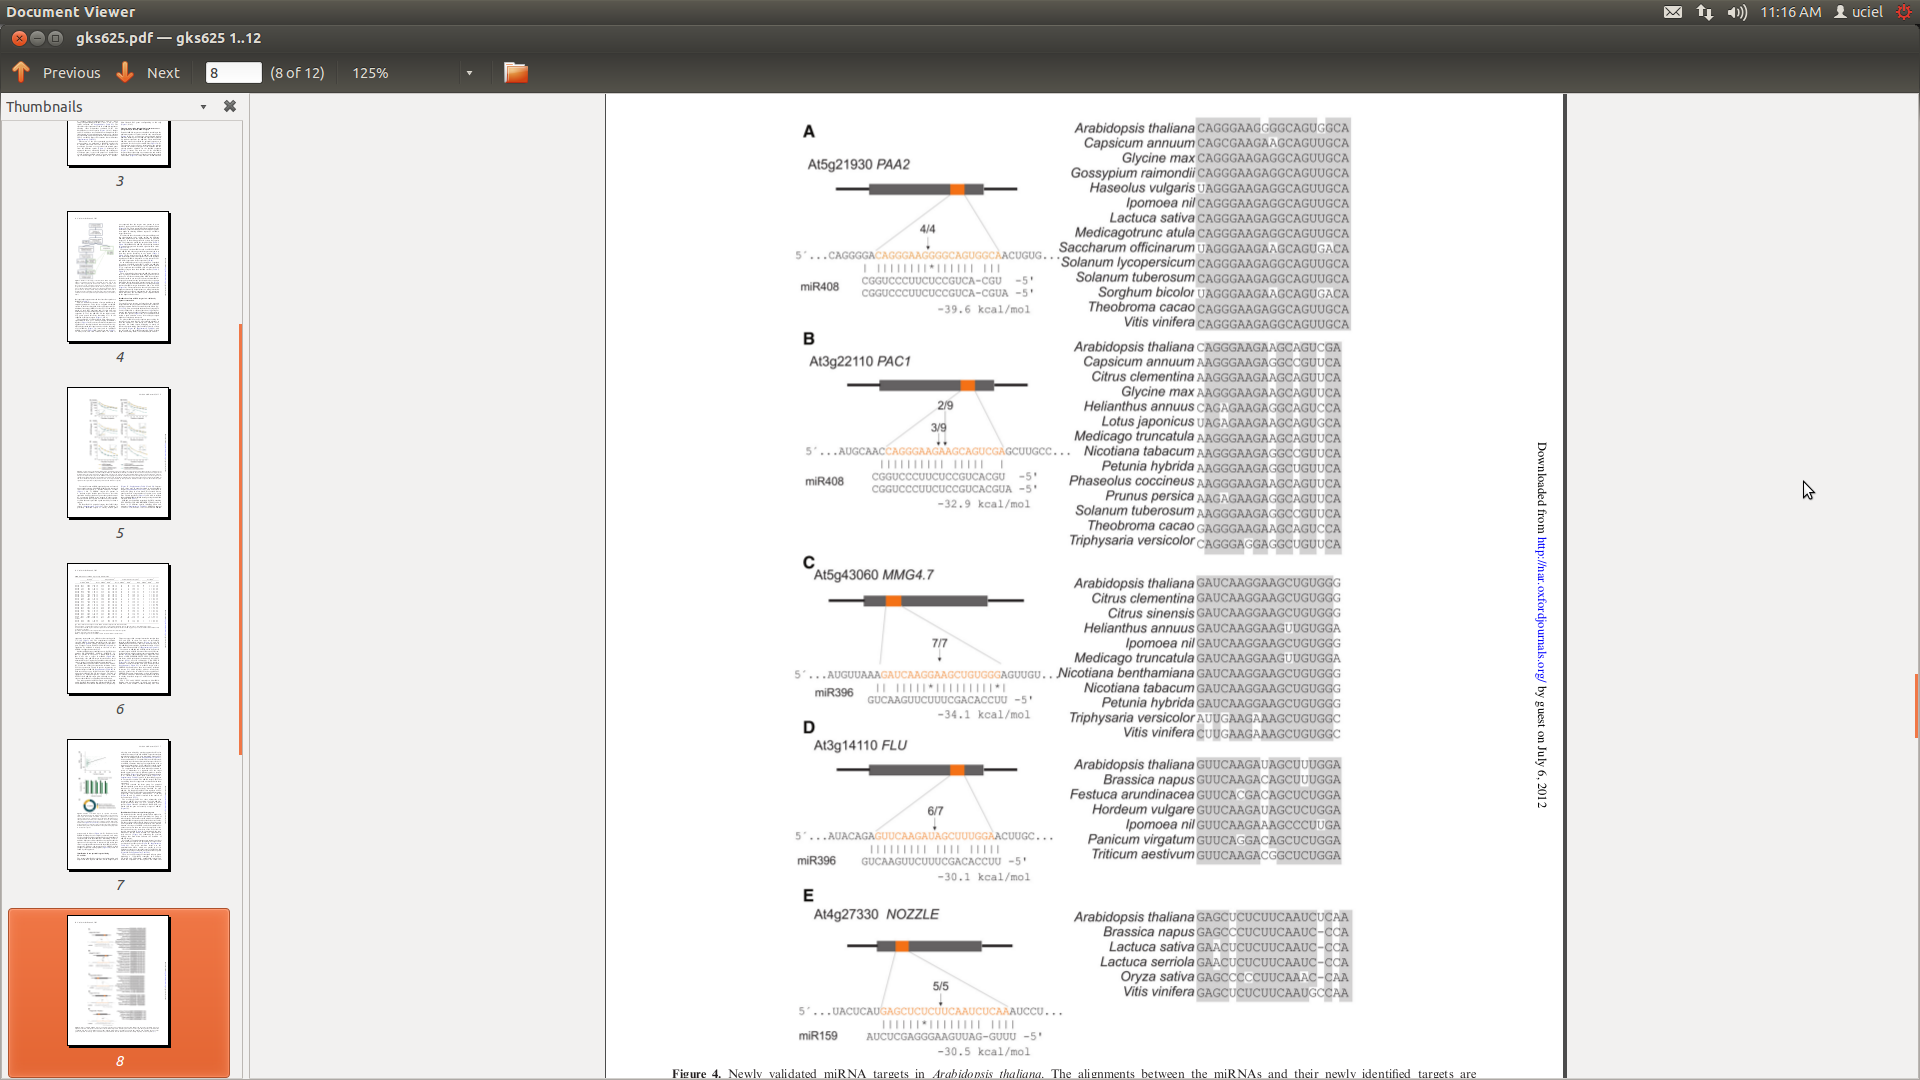 Document Viewer
11:16 AM uciel
gks625.pdf — gks625 1..12
Previous Next 8 (8 of 12) 125%
Thumbnails
3
4
5
6
7
8
A
At5g21930 PAA2
4/4
5´...CAGGGGACAGGGAAGGGGCAGUGGCAACUGUG...
miR408
CGGUCCCUUCUCCGUCA-CGU -5'
CGGUCCCUUCUCCGUCA-CGUA -5'
-39.6 kcal/mol
Arabidopsis thaliana CAGGGAAGGGGCAGUGGCA
Capsicum annuum CAGCGAAGAAGCAGUUGCA
Glycine max CAGGGAAGAGGCAGUUGCA
Gossypium raimondii CAGGGAAGAGGCAGUUGCA
Haseolus vulgaris UAGGGAAGAGGCAGUUGCA
Ipomoea nil CAGGGAAGAGGCAGUUGCA
Lactuca sativa CAGGGAAGAGGCAGUUGCA
Medicagotrunc atula CAGGGAAGAGGCAGUUGCA
Saccharum officinarum UAGGGAAGAAGCAGUGACA
Solanum lycopersicum CAGGGAAGAGGCAGUUGCA
Solanum tuberosum CAGGGAAGAGGCAGUUGCA
Sorghum bicolor UAGGGAAGAAGCAGUGACA
Theobroma cacao CAGGGAAGAGGCAGUUGCA
Vitis vinifera CAGGGAAGAGGCAGUUGCA
B
At3g22110 PAC1
2/9
3/9
5´...AUGCAACCAGGGAAGAAGCAGUCGAGCUUGCC...
miR408
CGGUCCCUUCUCCGUCACGU -5'
CGGUCCCUUCUCCGUCACGUA -5'
-32.9 kcal/mol
Arabidopsis thaliana CAGGGAAGAAGCAGUCGA
Capsicum annuum AAGGGAAGAGGCCGUUCA
Citrus clementina AAGGGAAGAAGCAGUUCA
Glycine max AAGGGAAGAAGCAGUUCA
Helianthus annuus CAGAGAAGAGGCAGUCCA
Lotus japonicus UAGAGAAGAAGCAGUGCA
Medicago truncatula AAGGGAAGAAGCAGUUCA
Nicotiana tabacum AAGGGAAGAGGCCGUUCA
Petunia hybrida AAGGGAAGAAGCUGUUCA
Phaseolus coccineus AAGGGAAGAAGCAGUUCA
Prunus persica AAGAGAAGAGGCAGUUCA
Solanum tuberosum AAGGGAAGAGGCCGUUCA
Theobroma cacao GAGGGAAGAAGCAGUCCA
Triphysaria versicolor CAGGGAGGAGGCUGUUCA
C
At5g43060 MMG4.7
7/7
5´...AUGUUAAAGAUCAAGGAAGCUGUGGGAGUUGU...
miR396
GUCAAGUUCUUUCGACACCUU -5'
-34.1 kcal/mol
Arabidopsis thaliana GAUCAAGGAAGCUGUGGG
Citrus clementina GAUCAAGGAAGCUGUGGG
Citrus sinensis GAUCAAGGAAGCUGUGGG
Helianthus annuus GAUCAAGGAAGUUGUGGA
Ipomoea nil GAUCAAGGAAGCUGUGGG
Medicago truncatula GAUCAAGGAAGUUGUGGA
Nicotiana benthamiana GAUCAAGGAAGCUGUGGG
Nicotiana tabacum GAUCAAGGAAGCUGUGGG
Petunia hybrida GAUCAAGGAAGCUGUGGG
Triphysaria versicolor AUUGAAGAAAGCUGUGGC
Vitis vinifera CUUGAAGAAAGCUGUGGC
D
At3g14110 FLU
6/7
5´...AUACAGAGUUCAAGAUAGCUUUGGAACUUGC...
miR396
GUCAAGUUCUUUCGACACCUU -5'
-30.1 kcal/mol
Arabidopsis thaliana GUUCAAGAUAGCUUUGGA
Brassica napus GUUCAAGACAGCUUUGGA
Festuca arundinacea GUUCACGACAGCUCUGGA
Hordeum vulgare GUUCAAGAUAGCUCUGGA
Ipomoea nil GUUCAAGAAAGCCCUUGA
Panicum virgatum GUUCAGGACAGCUCUGGA
Triticum aestivum GUUCAAGACGGCUCUGGA
E
At4g27330 NOZZLE
5/5
5´...UACUCAUGAGCUCUCUUCAAUCUCAAAUCCU...
miR159
AUCUCGAGGGAAGUUAG-GUUU -5'
-30.5 kcal/mol
Arabidopsis thaliana GAGCUCUCUUCAAUCUCAA
Brassica napus GAGCCCUCUUCAAUC-CCA
Lactuca sativa GAACUCUCUUCAAUC-CCA
Lactuca serriola GAACUCUCUUCAAUC-CCA
Oryza sativa GAGCCCCCUUCAAAC-CAA
Vitis vinifera GAGCUCUCUUCAAUGCCAA
Figure 4. Newly validated miRNA targets in Arabidopsis thaliana. The alignments between the miRNAs and their newly identified targets are
Downloaded from http://nar.oxfordjournals.org/ by guest on July 6, 2012